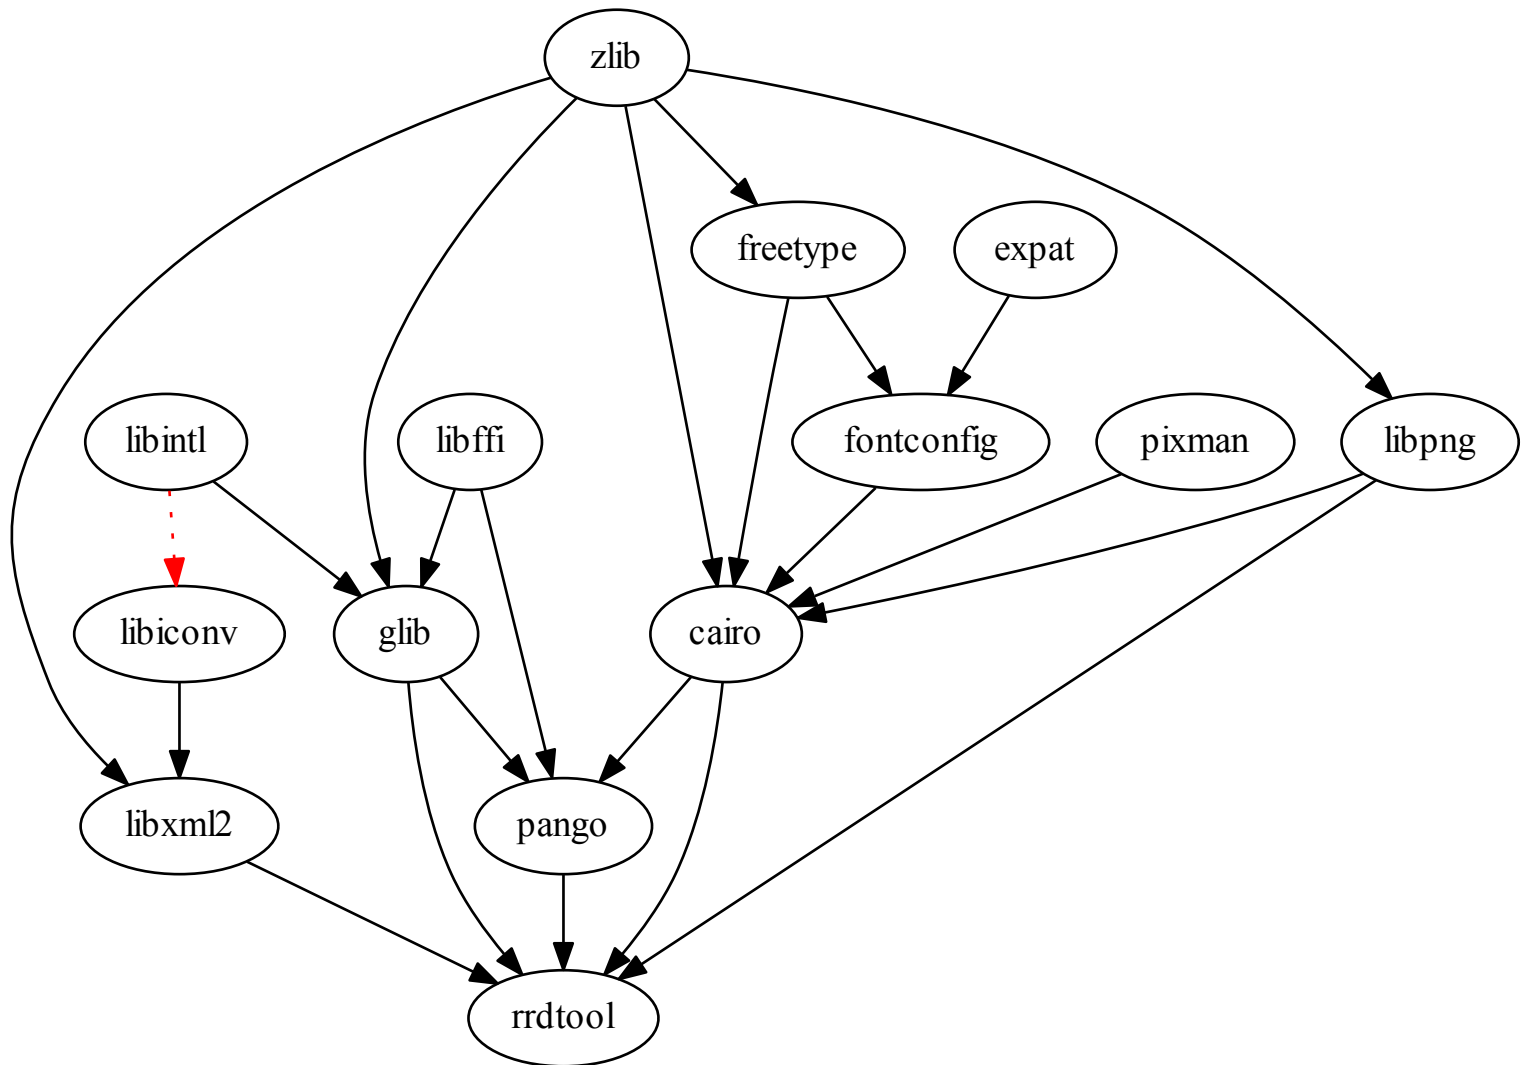 zlib
freetype
expat
libintl
libffi
fontconfig
pixman
libpng
libiconv
glib
cairo
libxml2
pango
rrdtool